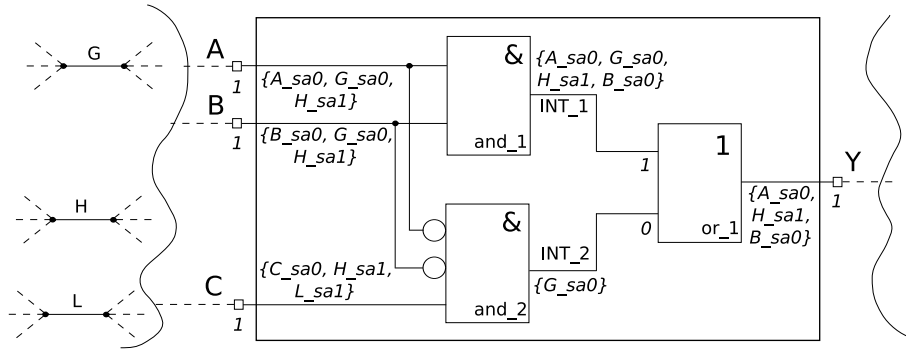 G
A
1
{A_sa0, G_sa0,
H_sa1}
B
1
{B_sa0, G_sa0,
H_sa1}
&
and_1
{A_sa0, G_sa0,
H_sa1, B_sa0}
INT_1
1
1
or_1
0
Y
1
{A_sa0,
H_sa1,
B_sa0}
H
&
and_2
INT_2
{G_sa0}
L
C
1
{C_sa0, H_sa1,
L_sa1}